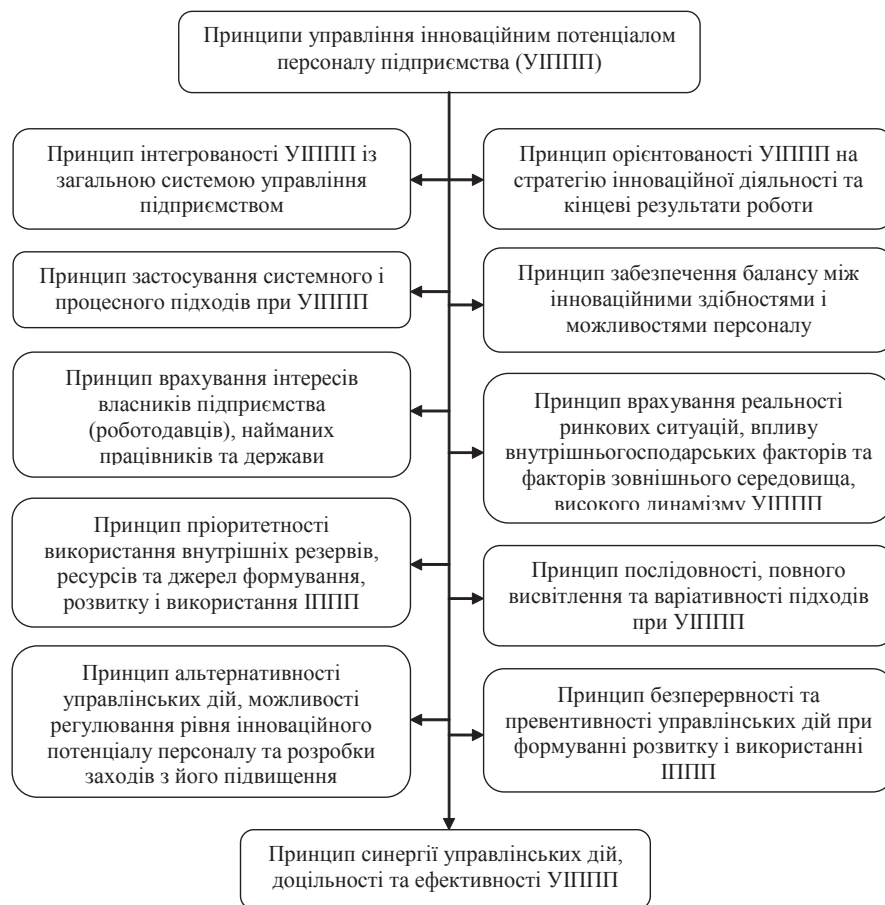 Принципи управління інноваційним потенціалом
персоналу підприємства (УІППП)
Принцип інтегрованості УІППП із
загальною системою управління
підприємством
Принцип орієнтованості УІППП на
стратегію інноваційної діяльності та
кінцеві результати роботи
Принцип застосування системного і
процесного підходів при УІППП
Принцип забезпечення балансу між
інноваційними здібностями і
можливостями персоналу
Принцип врахування інтересів
власників підприємства
(роботодавців), найманих
працівників та держави
Принцип врахування реальності
ринкових ситуацій, впливу
внутрішньогосподарських факторів та
факторів зовнішнього середовища,
високого динамізму УІППП
Принцип пріоритетності
використання внутрішніх резервів,
ресурсів та джерел формування,
розвитку і використання ІППП
Принцип послідовності, повного
висвітлення та варіативності підходів
при УІППП
Принцип альтернативності
управлінських дій, можливості
регулювання рівня інноваційного
потенціалу персоналу та розробки
заходів з його підвищення
Принцип безперервності та
превентивності управлінських дій при
формуванні розвитку і використанні
ІППП
Принцип синергії управлінських дій,
доцільності та ефективності УІППП